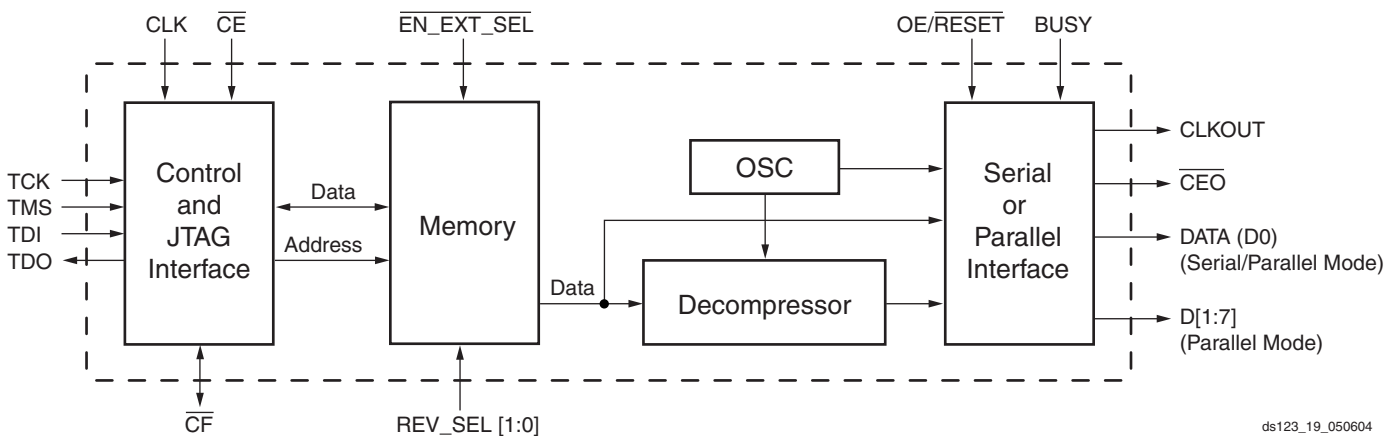 CLK
CE
EN_EXT_SEL
OE/RESET
BUSY
TCK
TMS
TDI
TDO
Control
and
JTAG
Interface
Data
Address
Memory
Data
OSC
Decompressor
Serial
or
Parallel
Interface
CLKOUT
CEO
DATA (D0)
(Serial/Parallel Mode)
D[1:7]
(Parallel Mode)
CF
REV_SEL [1:0]
ds123_19_050604